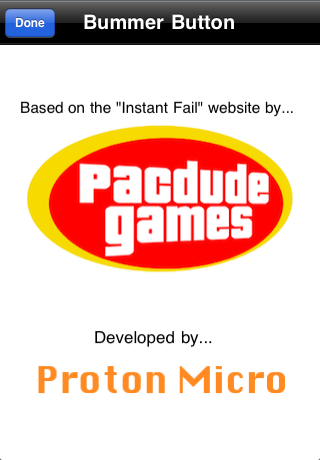 Done Bummer Button
Based on the "Instant Fail" website by...
Pacdude
games
Developed by...
Proton Micro